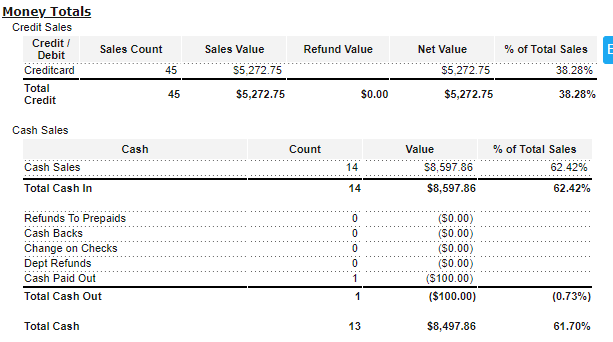 Money Totals
Credit Sales
Credit / Debit Sales Count Sales Value Refund Value Net Value % of Total Sales
Creditcard 45 $5,272.75 $5,272.75 38.28%
Total Credit 45 $5,272.75 $0.00 $5,272.75 38.28%
Cash Sales
Cash Count Value % of Total Sales
Cash Sales 14 $8,597.86 62.42%
Total Cash In 14 $8,597.86 62.42%
Refunds To Prepaids 0 ($0.00)
Cash Backs 0 ($0.00)
Change on Checks 0 ($0.00)
Dept Refunds 0 ($0.00)
Cash Paid Out 1 ($100.00)
Total Cash Out 1 ($100.00) (0.73%)
Total Cash 13 $8,497.86 61.70%